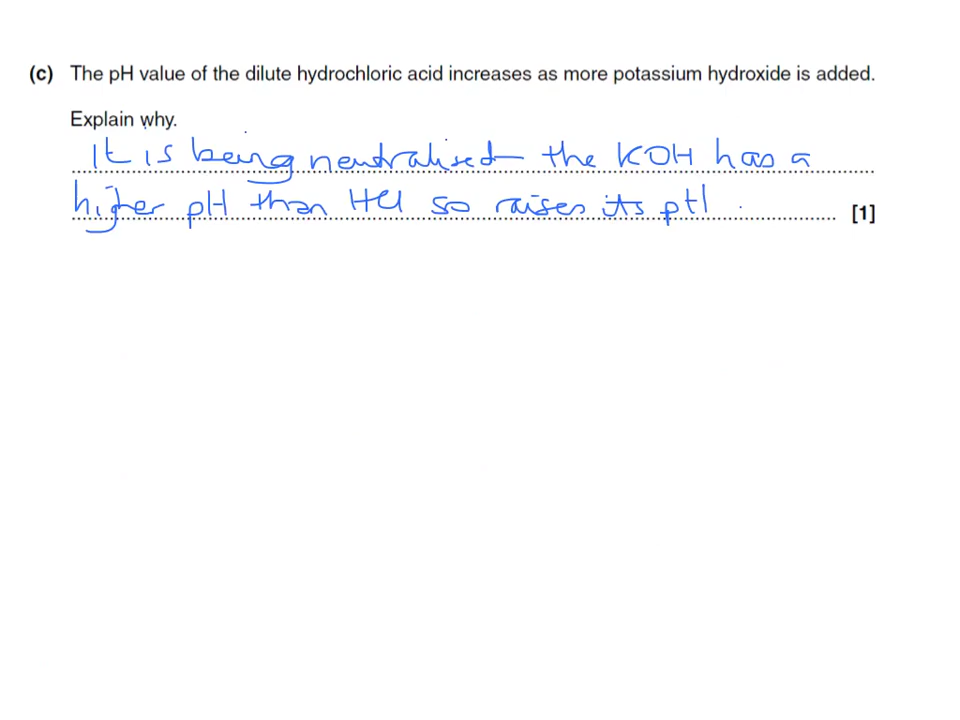 (c) The pH value of the dilute hydrochloric acid increases as more potassium hydroxide is added.
Explain why.
It is being neutralised – the KOH has a
higher pH than HCl so raises its pH
[1]